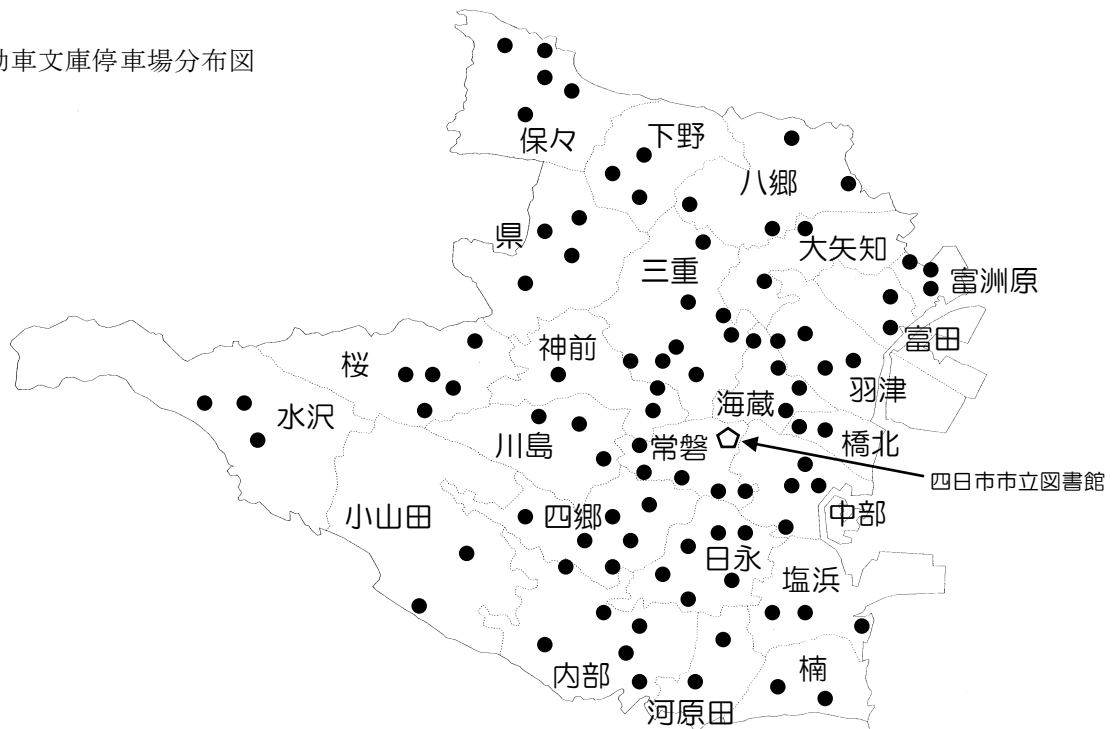 動車文庫停車場分布図
保々
下野
八郷
県
大矢知
三重
富洲原
富田
桜
神前
羽津
水沢
海蔵
川島
常磐
橋北
四日市市立図書館
小山田
四郷
中部
日永
塩浜
内部
楠
河原田